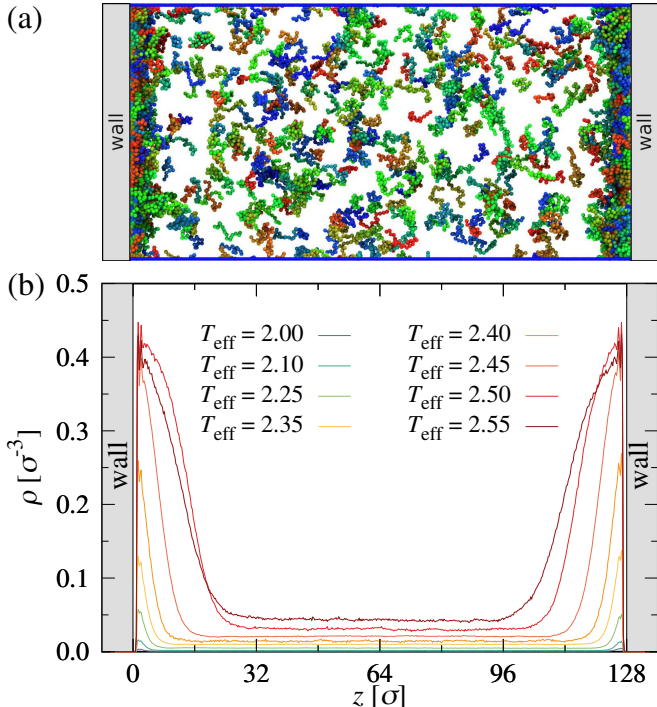 (a)
wall
wall
(b)
0.5
0.4
0.3
0.2
0.1
0.0
ρ [σ⁻³]
wall
wall
T_eff = 2.00
T_eff = 2.10
T_eff = 2.25
T_eff = 2.35
T_eff = 2.40
T_eff = 2.45
T_eff = 2.50
T_eff = 2.55
0 32 64 96 128
z [σ]